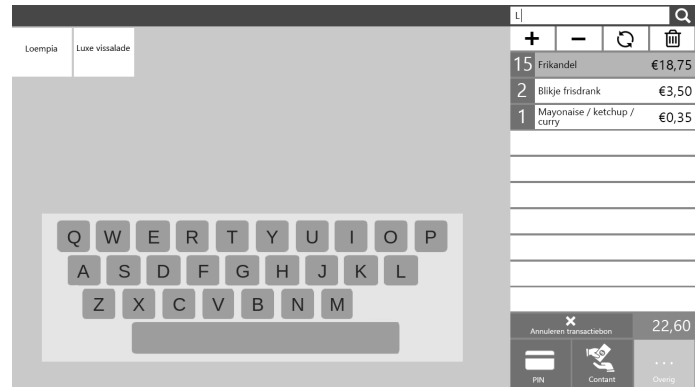 L
Loempia
Luxe vissalade
15 Frikandel €18,75
2 Blikje frisdrank €3,50
1 Mayonaise / ketchup / €0,35
curry
Q W E R T Y U I O P
A S D F G H J K L
Z X C V B N M
Annuleren transactiebon 22,60
PIN Contant Overig